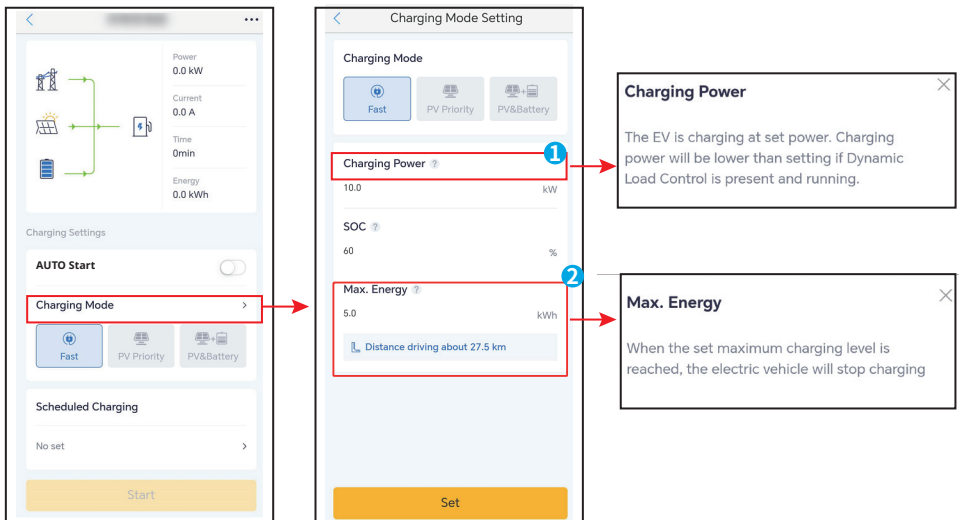 Power
0.0 kW
Current
0.0 A
Time
0min
Energy
0.0 kWh
Charging Settings
AUTO Start
Charging Mode
Fast
PV Priority
PV&Battery
Scheduled Charging
No set
Start
Charging Mode Setting
Charging Mode
Fast
PV Priority
PV&Battery
1
Charging Power ?
10.0 kW
SOC ?
60 %
2
Max. Energy ?
5.0 kWh
Distance driving about 27.5 km
Set
Charging Power
The EV is charging at set power. Charging
power will be lower than setting if Dynamic
Load Control is present and running.
Max. Energy
When the set maximum charging level is
reached, the electric vehicle will stop charging